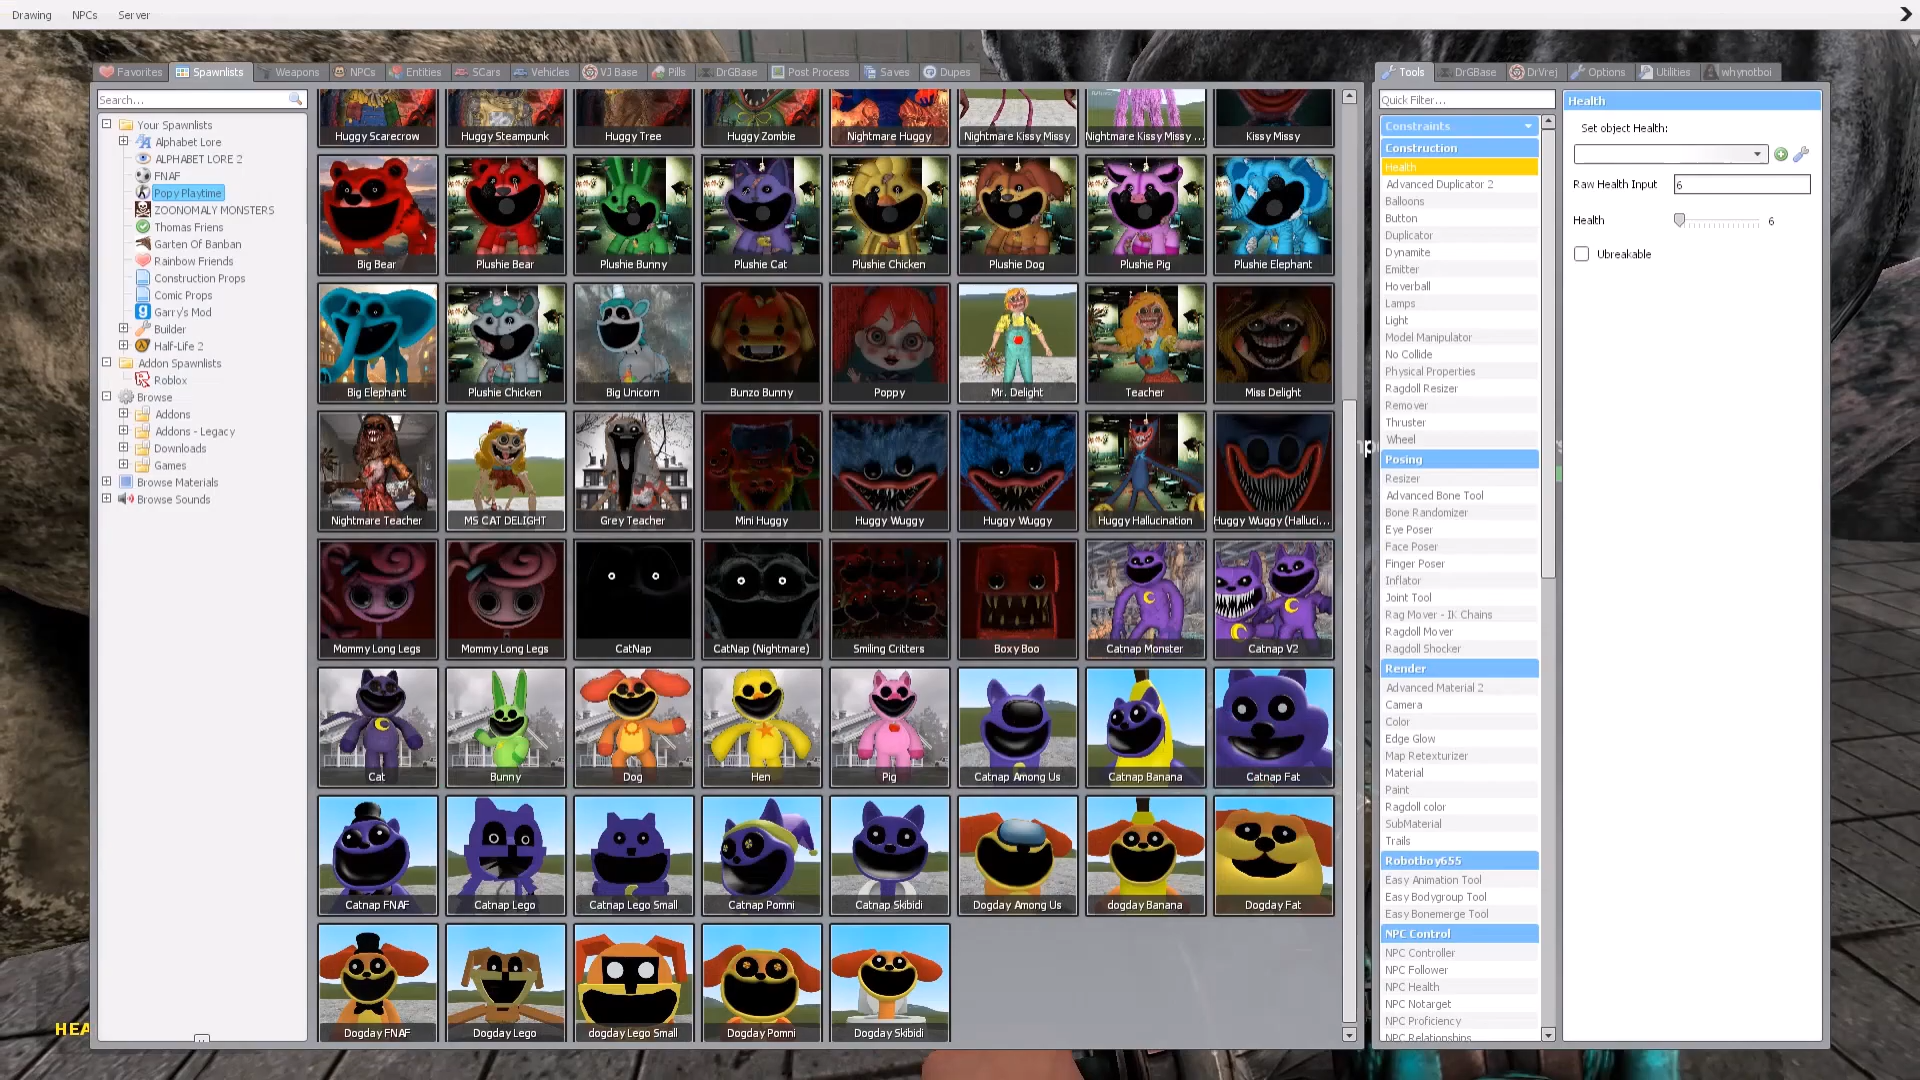 Drawing NPCs Server
Favorites Spawnlists Weapons NPCs Entities SCars Vehicles VJ Base Pills DrGBase Post Process Saves Dupes
Search...
Your Spawnlists
Alphabet Lore
ALPHABET LORE 2
FNAF
Popy Playtime
ZOONOMALY MONSTERS
Thomas Friens
Garten Of Banban
Rainbow Friends
Construction Props
Comic Props
Garry's Mod
Builder
Half-Life 2
Addon Spawnlists
Roblox
Browse
Addons
Addons - Legacy
Downloads
Games
Browse Materials
Browse Sounds
HEA
Huggy Scarecrow Huggy Steampunk Huggy Tree Huggy Zombie Nightmare Huggy Nightmare Kissy Missy Nightmare Kissy Missy ... Kissy Missy
Big Bear Plushie Bear Plushie Bunny Plushie Cat Plushie Chicken Plushie Dog Plushie Pig Plushie Elephant
Big Elephant Plushie Chicken Big Unicorn Bunzo Bunny Poppy Mr. Delight Teacher Miss Delight
Nightmare Teacher MS CAT DELIGHT Grey Teacher Mini Huggy Huggy Wuggy Huggy Wuggy Huggy Hallucination Huggy Wuggy (Halluci...
Mommy Long Legs Mommy Long Legs CatNap CatNap (Nightmare) Smiling Critters Boxy Boo Catnap Monster Catnap V2
Cat Bunny Dog Hen Pig Catnap Among Us Catnap Banana Catnap Fat
Catnap FNAF Catnap Lego Catnap Lego Small Catnap Pomni Catnap Skibidi Dogday Among Us dogday Banana Dogday Fat
Dogday FNAF Dogday Lego dogday Lego Small Dogday Pomni Dogday Skibidi
Tools DrGBase DrVrej Options Utilities whynotboi
Quick Filter...
Constraints
Construction
Health
Advanced Duplicator 2
Balloons
Button
Duplicator
Dynamite
Emitter
Hoverball
Lamps
Light
Model Manipulator
No Collide
Physical Properties
Ragdoll Resizer
Remover
Thruster
Wheel
Posing
Resizer
Advanced Bone Tool
Bone Randomizer
Eye Poser
Face Poser
Finger Poser
Inflator
Joint Tool
Rag Mover - IK Chains
Ragdoll Mover
Ragdoll Shocker
Render
Advanced Material 2
Camera
Color
Edge Glow
Map Retexturizer
Material
Paint
Ragdoll color
SubMaterial
Trails
Robotboy655
Easy Animation Tool
Easy Bodygroup Tool
Easy Bonemerge Tool
NPC Control
NPC Controller
NPC Follower
NPC Health
NPC Notarget
NPC Proficiency
NPC Relationships
Health
Set object Health:
Raw Health Input 6
Health 6
Ubreakable